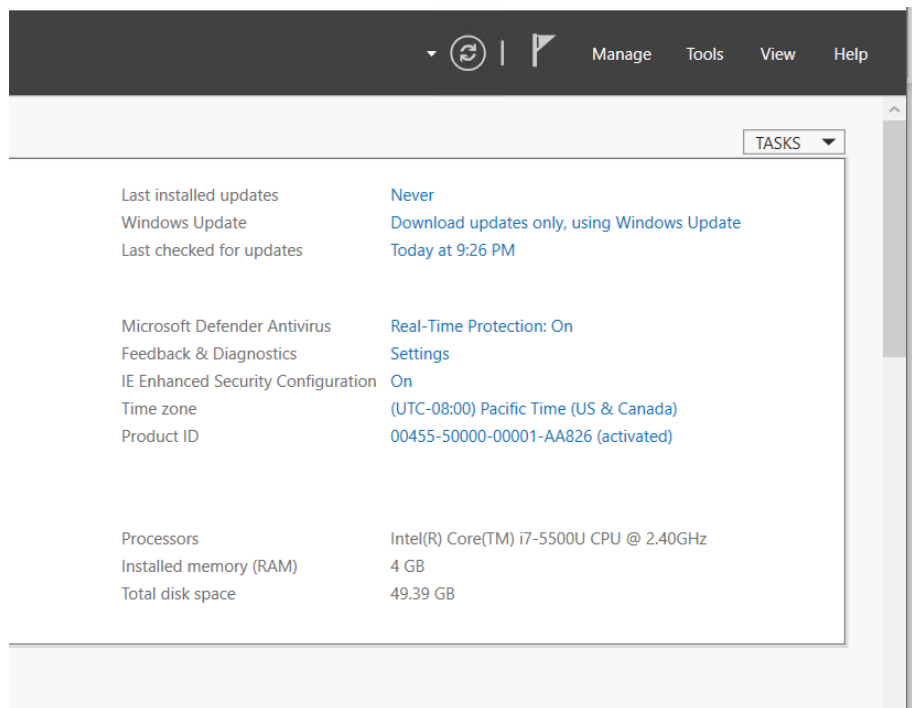 Manage Tools View Help
TASKS
Last installed updates Never
Windows Update Download updates only, using Windows Update
Last checked for updates Today at 9:26 PM
Microsoft Defender Antivirus Real-Time Protection: On
Feedback & Diagnostics Settings
IE Enhanced Security Configuration On
Time zone (UTC-08:00) Pacific Time (US & Canada)
Product ID 00455-50000-00001-AA826 (activated)
Processors Intel(R) Core(TM) i7-5500U CPU @ 2.40GHz
Installed memory (RAM) 4 GB
Total disk space 49.39 GB